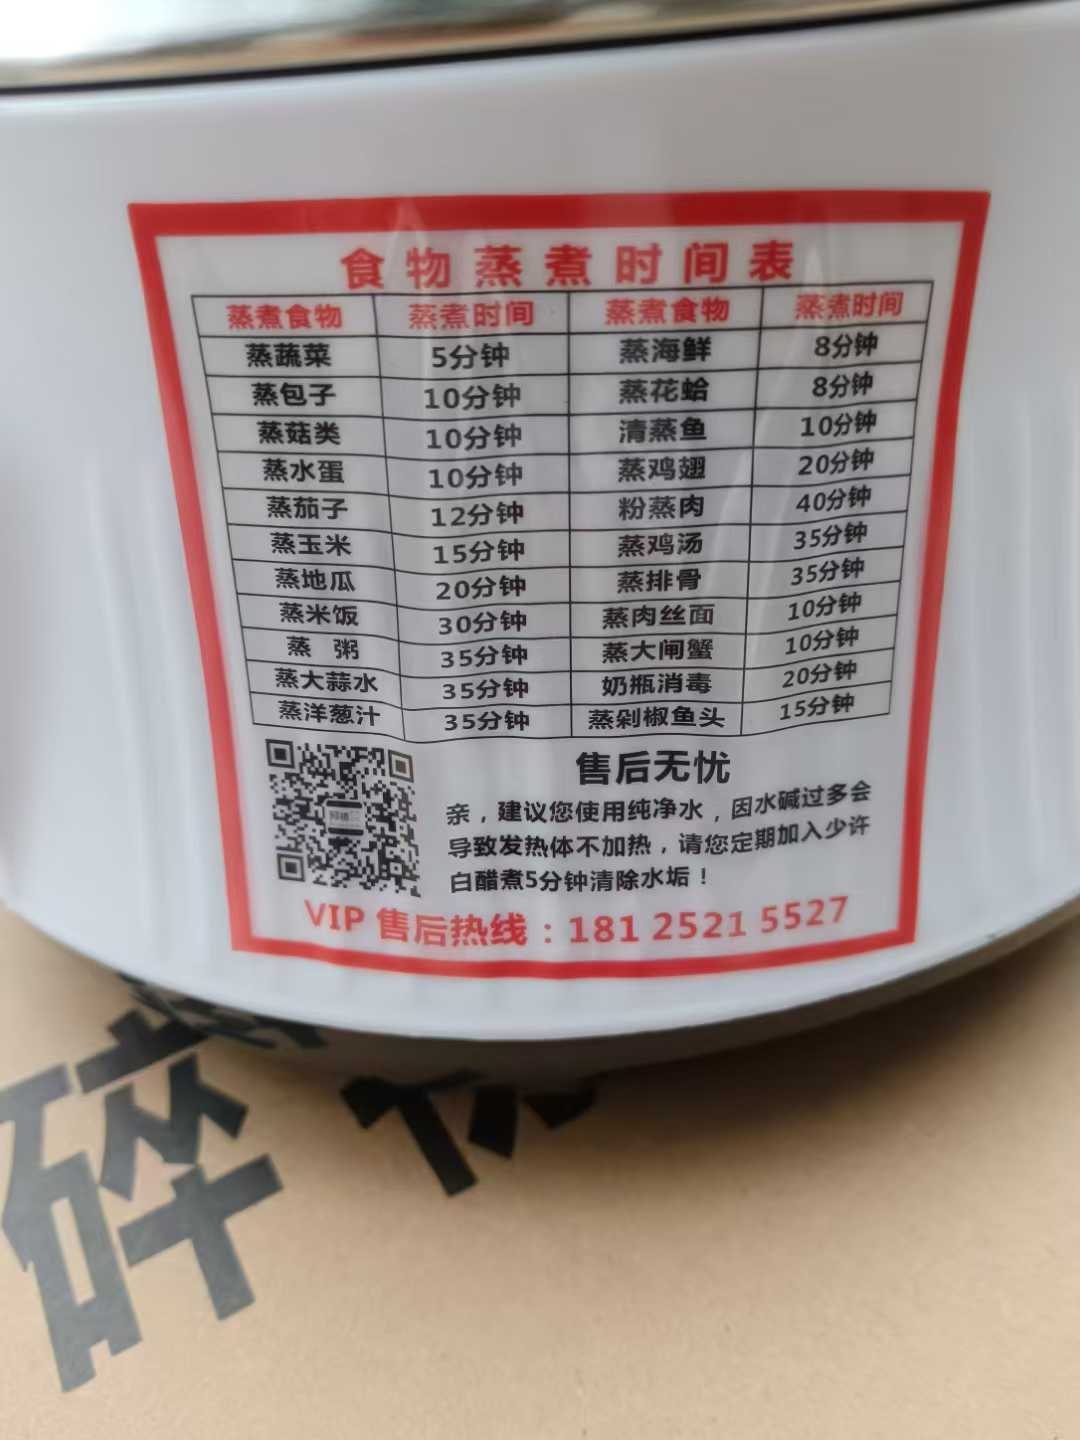 食物蒸煮时间表
蒸煮食物 蒸煮时间 蒸煮食物 蒸煮时间
蒸蔬菜 5分钟 蒸海鲜 8分钟
蒸包子 10分钟 蒸花蛤 8分钟
蒸菇类 10分钟 清蒸鱼 10分钟
蒸水蛋 10分钟 蒸鸡翅 20分钟
蒸茄子 12分钟 粉蒸肉 40分钟
蒸玉米 15分钟 蒸鸡汤 35分钟
蒸地瓜 20分钟 蒸排骨 35分钟
蒸米饭 30分钟 蒸肉丝面 10分钟
蒸 粥 35分钟 蒸大闸蟹 10分钟
蒸大蒜水 35分钟 奶瓶消毒 20分钟
蒸洋葱汁 35分钟 蒸剁椒鱼头 15分钟
售后无忧
亲，建议您使用纯净水，因水碱过多会
导致发热体不加热，请您定期加入少许
白醋煮5分钟清除水垢！
VIP 售后热线：181 2521 5527
碎